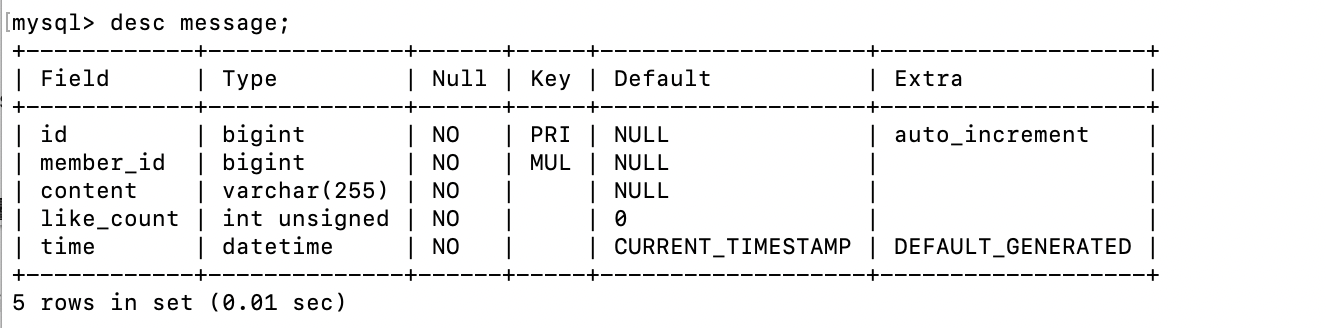 [mysql> desc message;
+------------+--------------+------+-----+-------------------+-------------------+
| Field      | Type         | Null | Key | Default           | Extra             |
+------------+--------------+------+-----+-------------------+-------------------+
| id         | bigint       | NO   | PRI | NULL              | auto_increment    |
| member_id  | bigint       | NO   | MUL | NULL              |                   |
| content    | varchar(255) | NO   |     | NULL              |                   |
| like_count | int unsigned | NO   |     | 0                 |                   |
| time       | datetime     | NO   |     | CURRENT_TIMESTAMP | DEFAULT_GENERATED |
+------------+--------------+------+-----+-------------------+-------------------+
5 rows in set (0.01 sec)